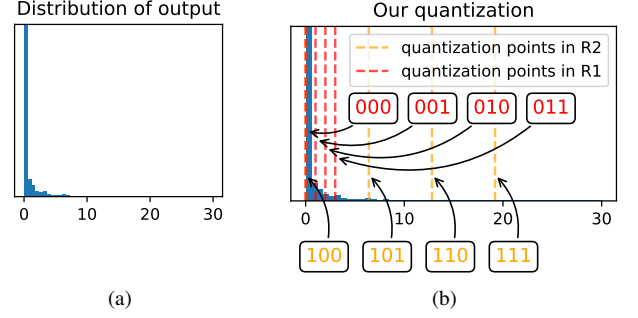 Distribution of output
0 10 20 30
(a)
Our quantization
quantization points in R2
quantization points in R1
000 001 010 011
0 10 20 30
100 101 110 111
(b)